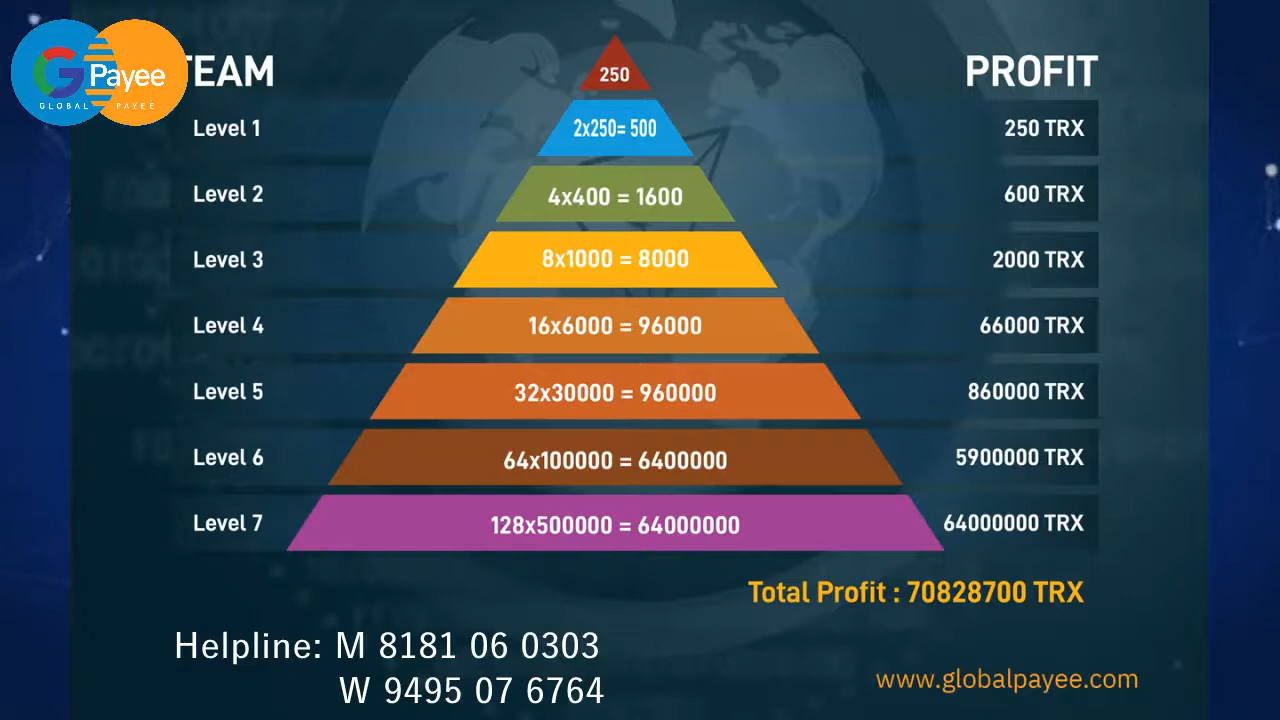 G Payee
GLOBAL PAYEE
TEAM
PROFIT
250
Level 1
2x250= 500
250 TRX
Level 2
4x400 = 1600
600 TRX
Level 3
8x1000 = 8000
2000 TRX
Level 4
16x6000 = 96000
66000 TRX
Level 5
32x30000 = 960000
860000 TRX
Level 6
64x100000 = 6400000
5900000 TRX
Level 7
128x500000 = 64000000
64000000 TRX
Total Profit : 70828700 TRX
Helpline: M 8181 06 0303
W 9495 07 6764
www.globalpayee.com